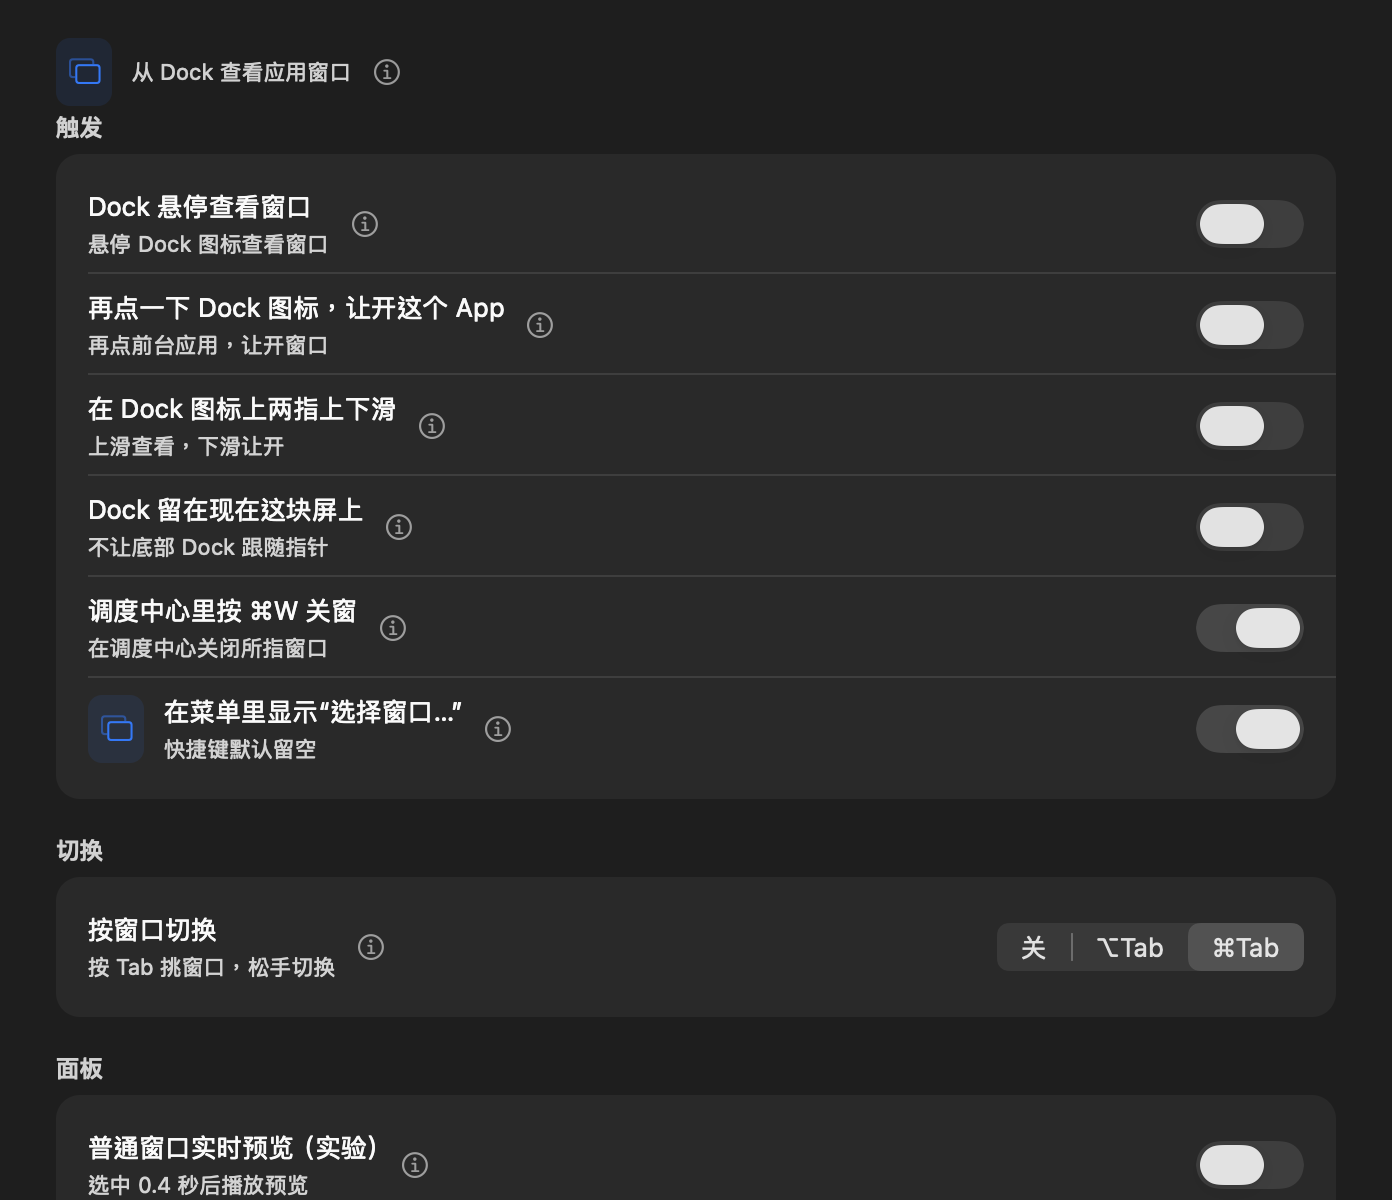 从 Dock 查看应用窗口
触发
Dock 悬停查看窗口
悬停 Dock 图标查看窗口
再点一下 Dock 图标，让开这个 App
再点前台应用，让开窗口
在 Dock 图标上两指上下滑
上滑查看，下滑让开
Dock 留在现在这块屏上
不让底部 Dock 跟随指针
调度中心里按 ⌘W 关窗
在调度中心关闭所指窗口
在菜单里显示“选择窗口…”
快捷键默认留空
切换
按窗口切换
按 Tab 挑窗口，松手切换
关 ⌥Tab ⌘Tab
面板
普通窗口实时预览（实验）
选中 0.4 秒后播放预览